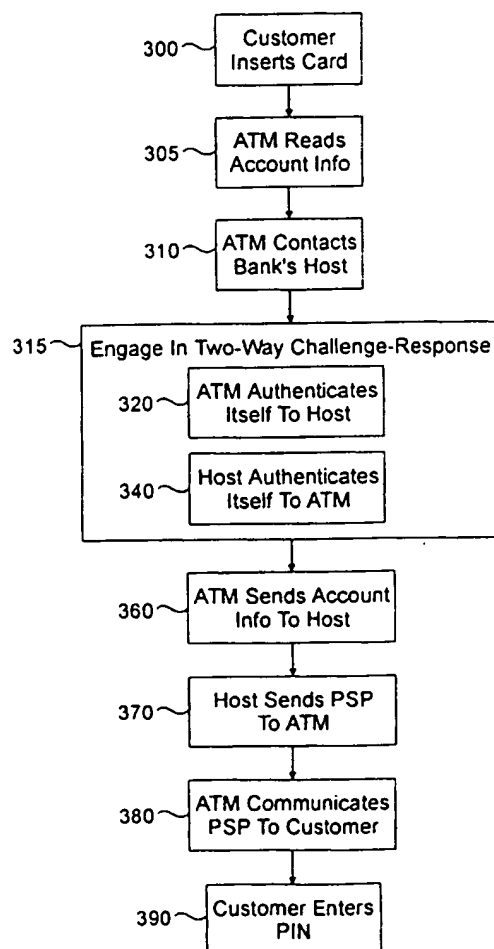 300
Customer
Inserts Card
305
ATM Reads
Account Info
310
ATM Contacts
Bank's Host
315
Engage In Two-Way Challenge-Response
320
ATM Authenticates
Itself To Host
340
Host Authenticates
Itself To ATM
360
ATM Sends Account
Info To Host
370
Host Sends PSP
To ATM
380
ATM Communicates
PSP To Customer
390
Customer Enters
PIN